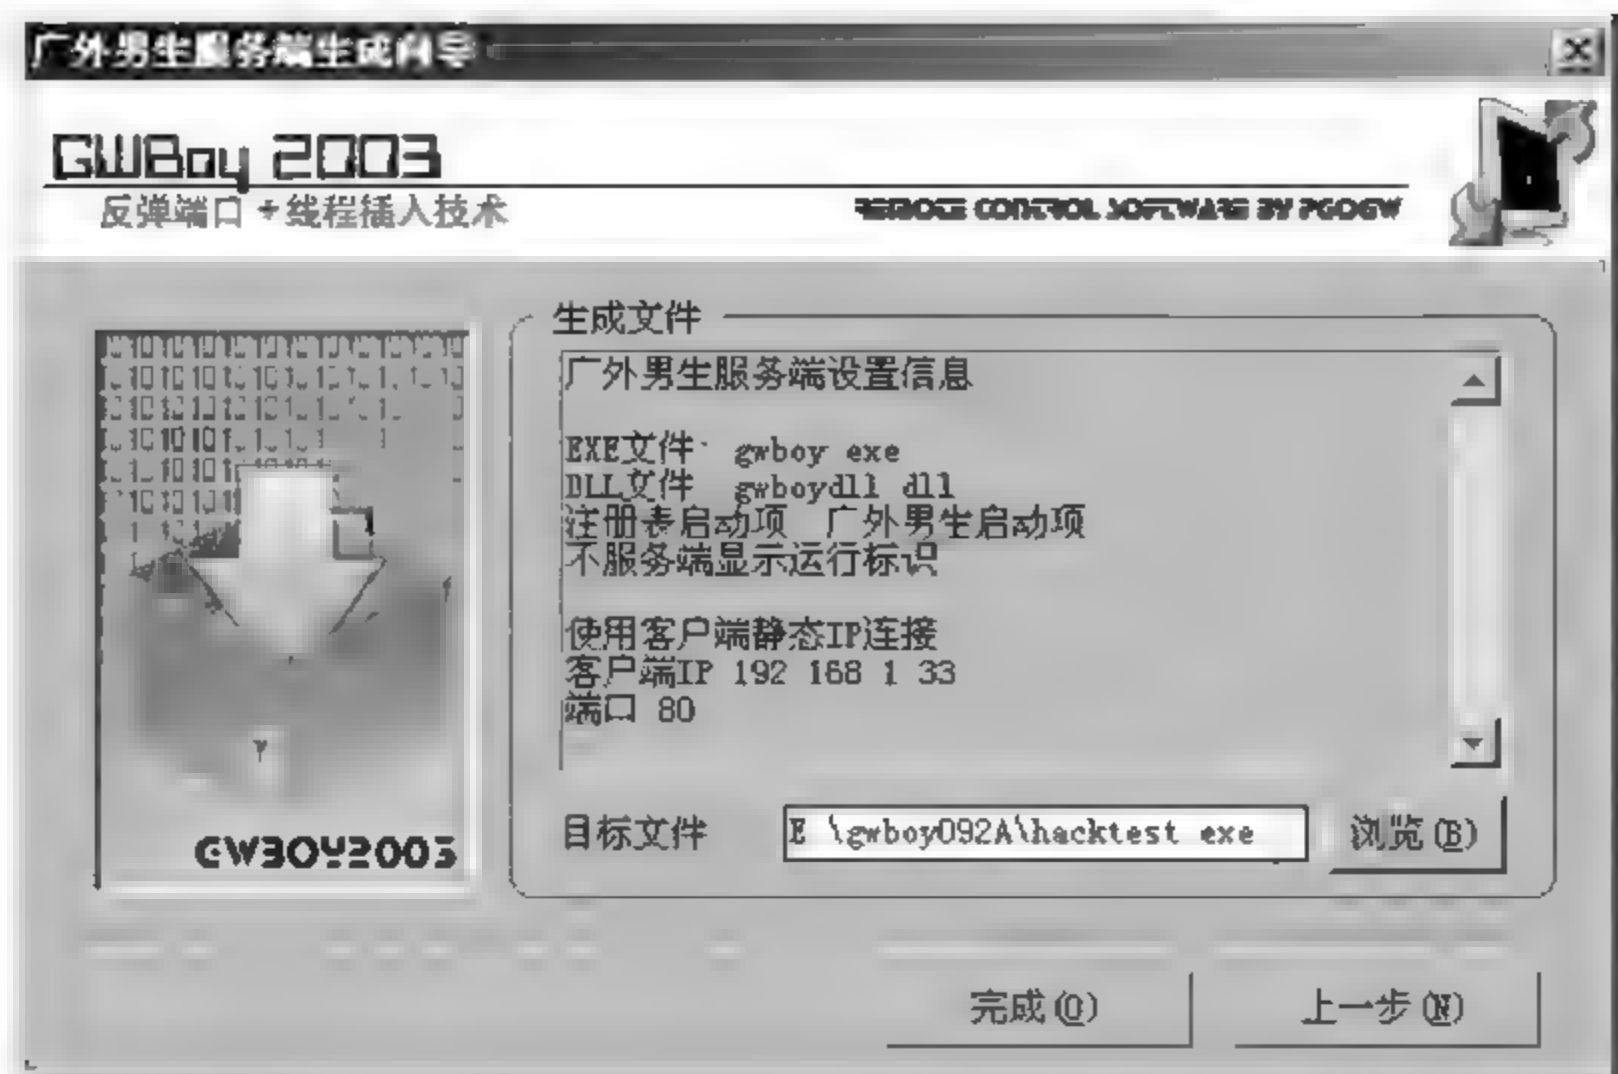 广外男生服务端生成向导
GWBoy 2003
反弹端口+线程插入技术
REMOTE CONTROL SOFTWARE BY PGOGW
生成文件
广外男生服务端设置信息
EXE文件: gwboy exe
DLL文件 gwboydll dll
注册表启动项 广外男生启动项
不服务端显示运行标识
使用客户端静态IP连接
客户端IP 192 168 1 33
端口 80
目标文件
E \gwboy092A\hacktest exe
浏览(B)
GWBOY2003
完成(O)
上一步(N)